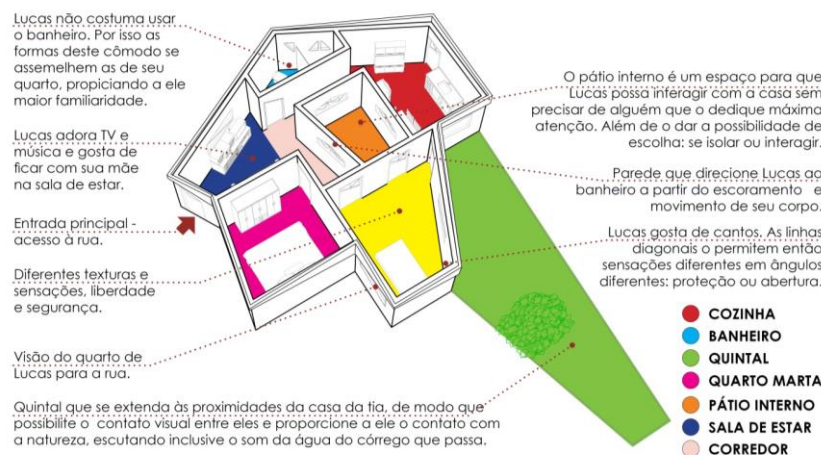 Lucas não costuma usar
o banheiro. Por isso as
formas deste cômodo se
assemelhem as de seu
quarto, propiciando a ele
maior familiaridade.
Lucas adora TV e
música e gosta de
ficar com sua mãe
na sala de estar.
Entrada principal -
acesso à rua.
Diferentes texturas e
sensações, liberdade
e segurança.
Visão do quarto de
Lucas para a rua.
Quintal que se extenda às proximidades da casa da tia, de modo que
possibilite o contato visual entre eles e proporcione a ele o contato com
a natureza, escutando inclusive o som da água do córrego que passa.
O pátio interno é um espaço para que
Lucas possa interagir com a casa sem
precisar de alguém que o dedique máxima
atenção. Além de o dar a possibilidade de
escolha: se isolar ou interagir.
Parede que direcione Lucas ao
banheiro a partir do escoramento e
movimento de seu corpo.
Lucas gosta de cantos. As linhas
diagonais o permitem então
sensações diferentes em ângulos
diferentes: proteção ou abertura.
COZINHA
BANHEIRO
QUINTAL
QUARTO MARTA
PÁTIO INTERNO
SALA DE ESTAR
CORREDOR